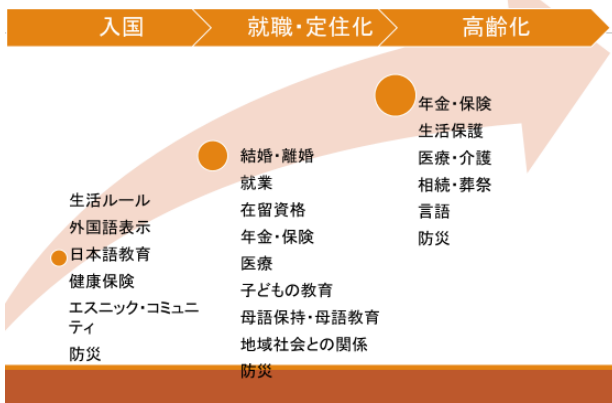 入国
就職・定住化
高齢化
生活ルール
外国語表示
日本語教育
健康保険
エスニック・コミュニ
ティ
防災
結婚・離婚
就業
在留資格
年金・保険
医療
子どもの教育
母語保持・母語教育
地域社会との関係
防災
年金・保険
生活保護
医療・介護
相続・葬祭
言語
防災